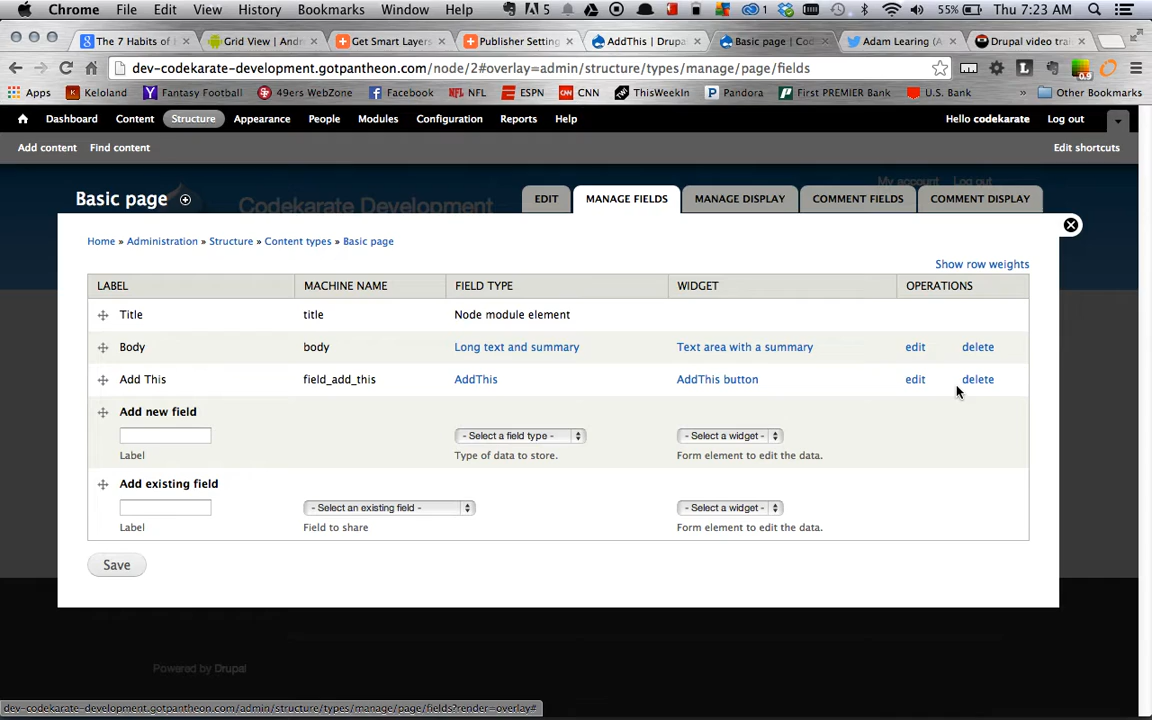 Chrome File Edit View History Bookmarks Window Help 5 1 55% Thu 7:23 AM
The 7 Habits of Grid View | Andr Get Smart Layers Publisher Setting AddThis | Drupa Basic page | Cod Adam Learing (A Drupal video trai
dev-codekarate-development.gotpantheon.com/node/2#overlay=admin/structure/types/manage/page/fields
Apps Keloland Fantasy Football 49ers WebZone Facebook NFL ESPN CNN ThisWeekIn Pandora First PREMIER Bank U.S. Bank » Other Bookmarks
Dashboard Content Structure Appearance People Modules Configuration Reports Help Hello codekarate Log out
Add content Find content Edit shortcuts
My account Log out
Basic page Codekarate Development EDIT MANAGE FIELDS MANAGE DISPLAY COMMENT FIELDS COMMENT DISPLAY
Home » Administration » Structure » Content types » Basic page
Show row weights
LABEL MACHINE NAME FIELD TYPE WIDGET OPERATIONS
Title title Node module element
Body body Long text and summary Text area with a summary edit delete
Add This field_add_this AddThis AddThis button edit delete
Add new field
- Select a field type - - Select a widget -
Label Type of data to store. Form element to edit the data.
Add existing field
- Select an existing field - - Select a widget -
Label Field to share Form element to edit the data.
Save
Powered by Drupal
dev-codekarate-development.gotpantheon.com/admin/structure/types/manage/page/fields?render=overlay#